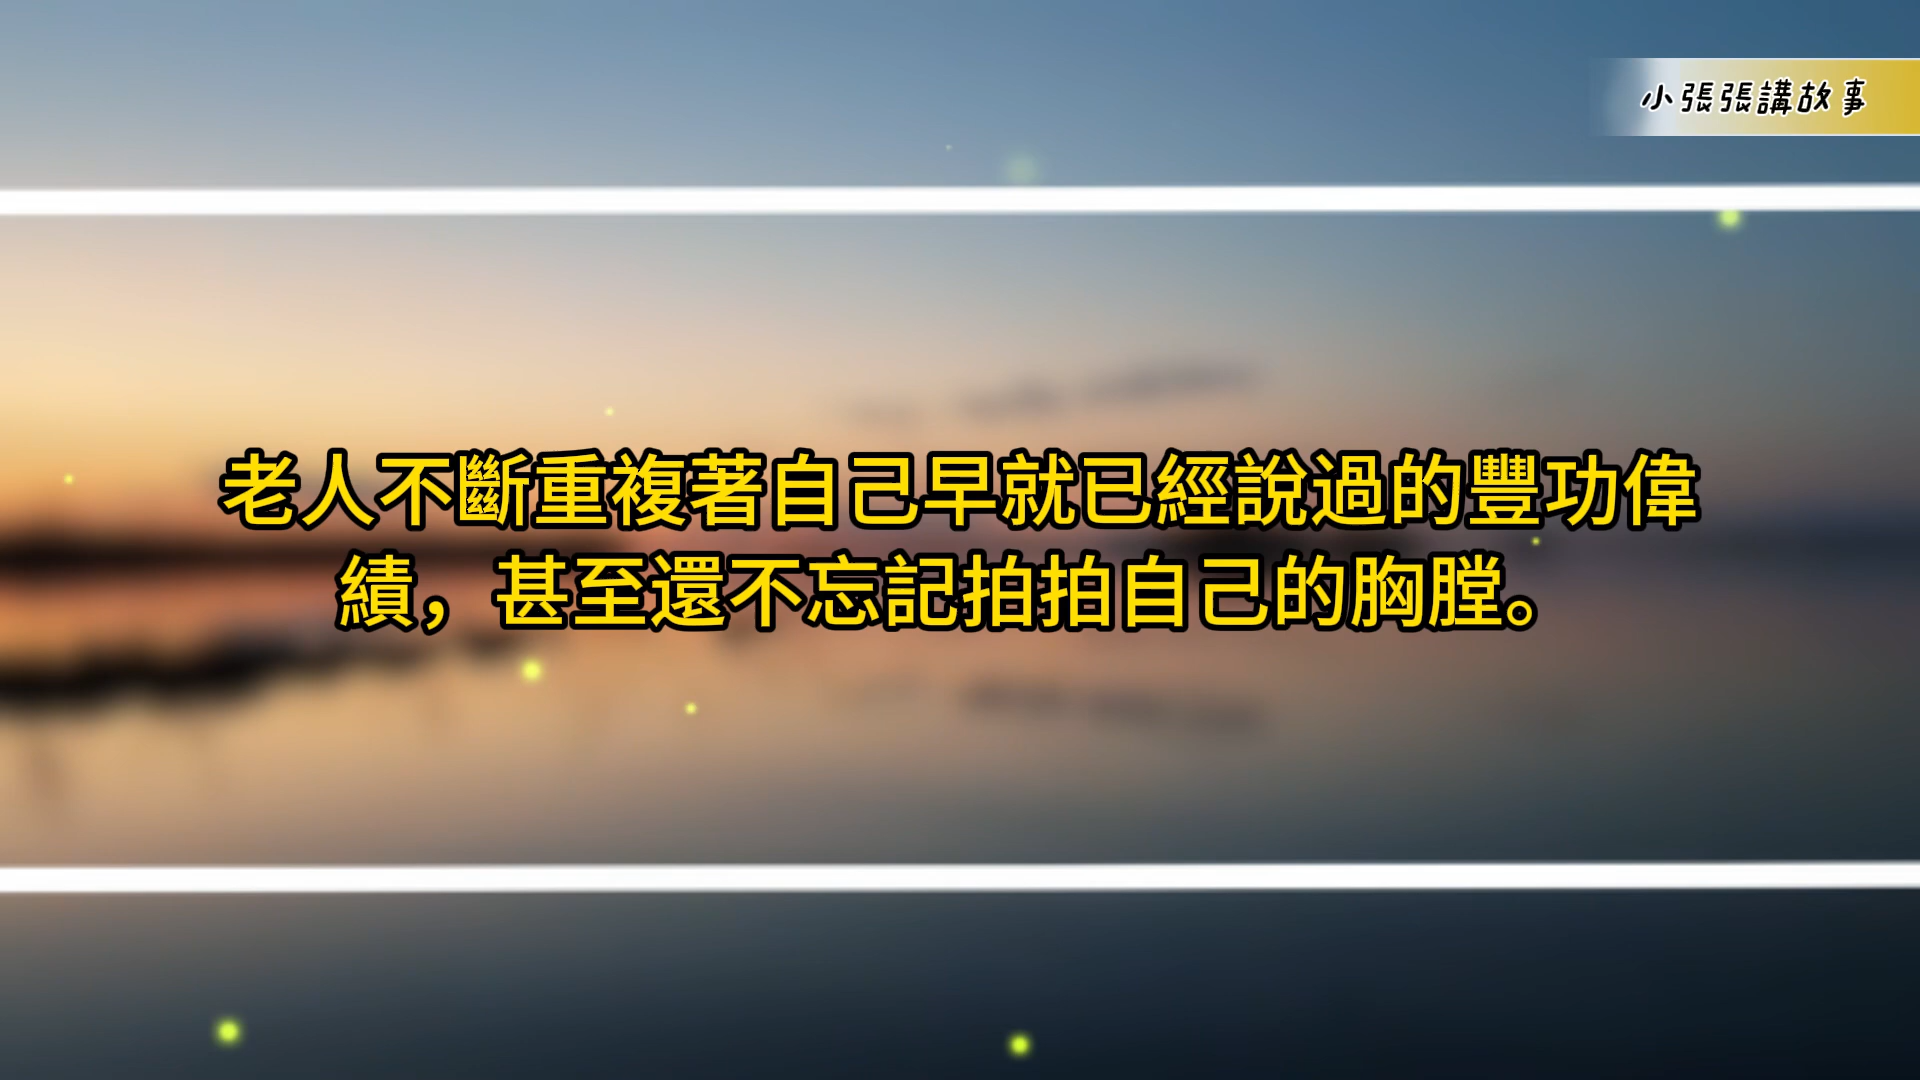 小張張講故事
老人不斷重複著自己早就已經說過的豐功偉
績，甚至還不忘記拍拍自己的胸膛。